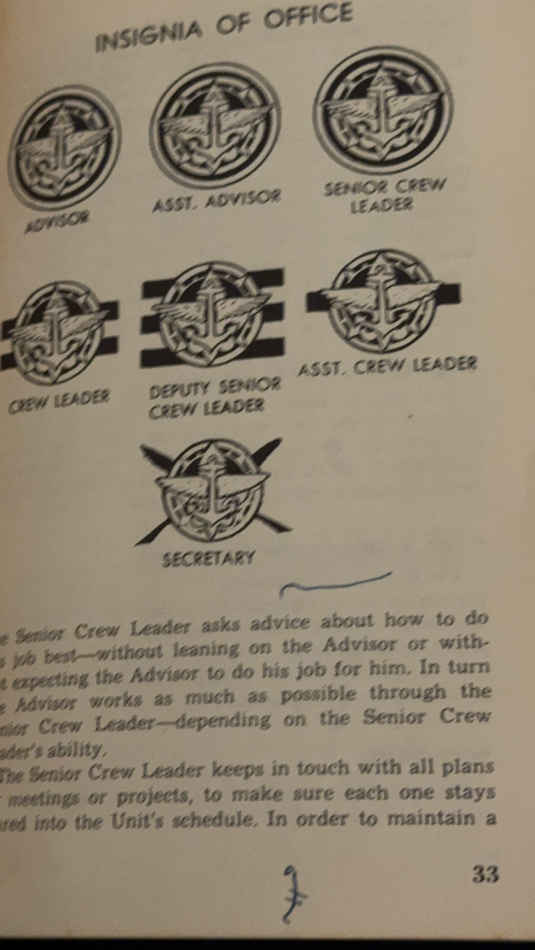 INSIGNIA OF OFFICE
ADVISOR
ASST. ADVISOR
SENIOR CREW
LEADER
CREW LEADER
DEPUTY SENIOR
CREW LEADER
ASST. CREW LEADER
SECRETARY
Senior Crew Leader asks advice about how to do
job best—without leaning on the Advisor or with-
expecting the Advisor to do his job for him. In turn
Advisor works as much as possible through the
Crew Leader—depending on the Senior Crew
ability.
The Senior Crew Leader keeps in touch with all plans
meetings or projects, to make sure each one stays
into the Unit's schedule. In order to maintain a
33